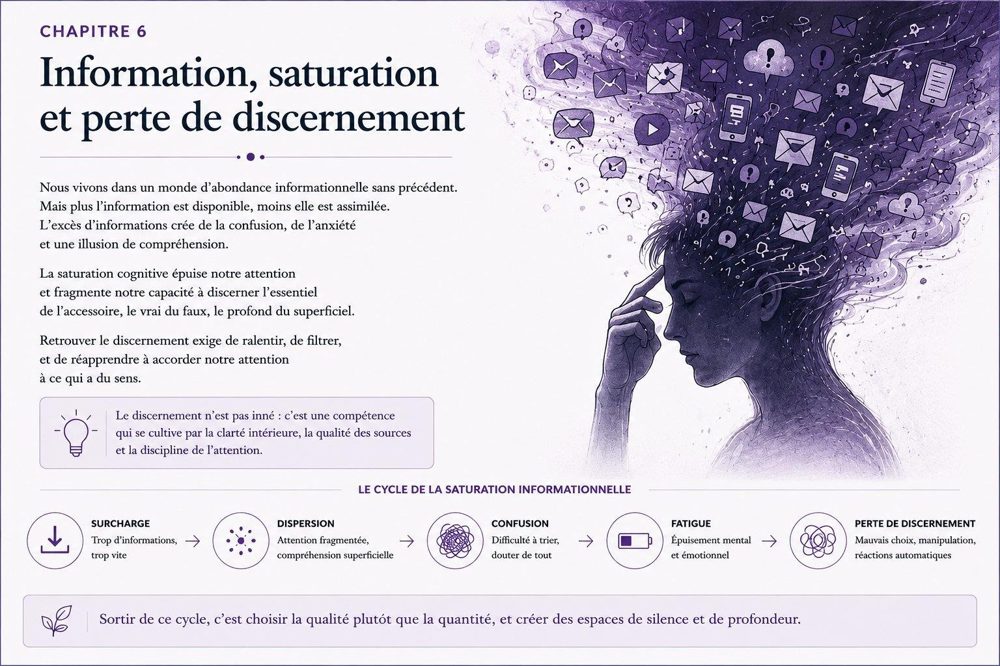 CHAPITRE 6
Information, saturation
et perte de discernement
Nous vivons dans un monde d’abondance informationnelle sans précédent.
Mais plus l’information est disponible, moins elle est assimilée.
L’excès d’informations crée de la confusion, de l’anxiété
et une illusion de compréhension.
La saturation cognitive épuise notre attention
et fragmente notre capacité à discerner l’essentiel
de l’accessoire, le vrai du faux, le profond du superficiel.
Retrouver le discernement exige de ralentir, de filtrer,
et de réapprendre à accorder notre attention
à ce qui a du sens.
Le discernement n’est pas inné : c’est une compétence
qui se cultive par la clarté intérieure, la qualité des sources
et la discipline de l’attention.
LE CYCLE DE LA SATURATION INFORMATIONNELLE
SURCHARGE
Trop d’informations,
trop vite
DISPERSION
Attention fragmentée,
compréhension superficielle
CONFUSION
Difficulté à trier,
douter de tout
FATIGUE
Épuisement mental
et émotionnel
PERTE DE DISCERNEMENT
Mauvais choix, manipulation,
réactions automatiques
Sortir de ce cycle, c’est choisir la qualité plutót que la quantité, et créer des espaces de silence et de profondeur.